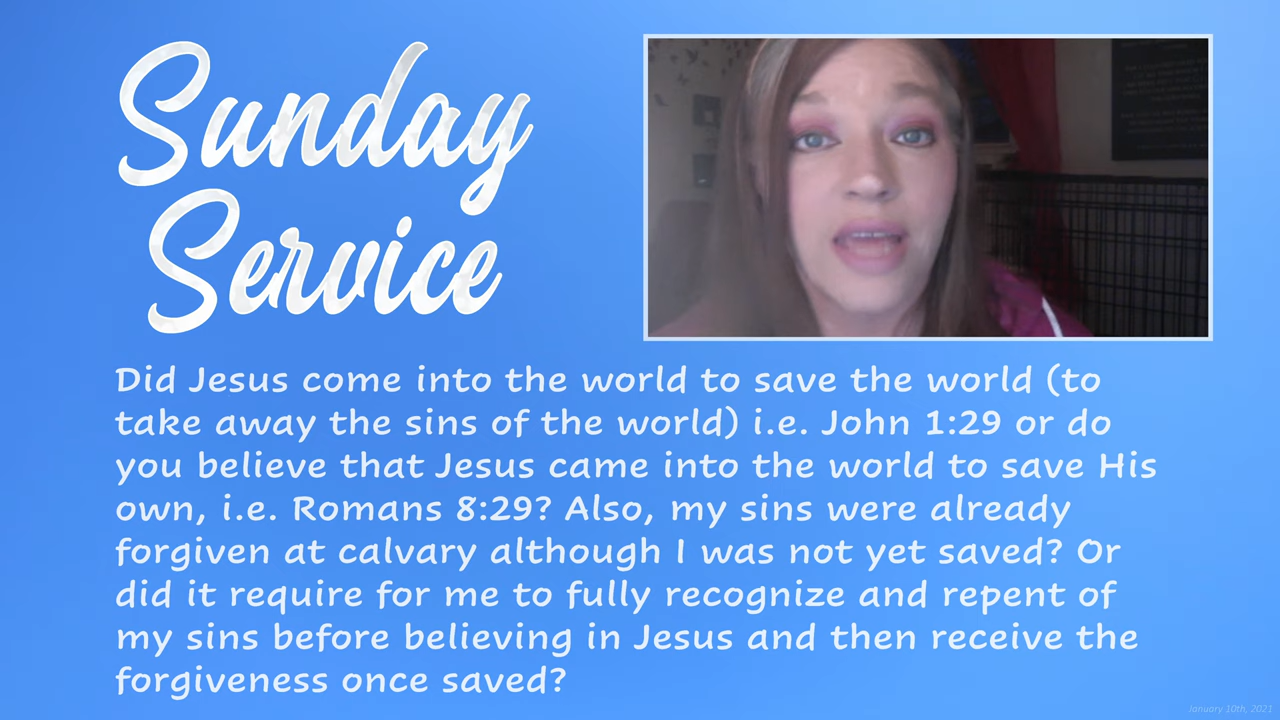 Sunday
Service
Did Jesus come into the world to save the world (to
take away the sins of the world) i.e. John 1:29 or do
you believe that Jesus came into the world to save His
own, i.e. Romans 8:29? Also, my sins were already
forgiven at calvary although I was not yet saved? Or
did it require for me to fully recognize and repent of
my sins before believing in Jesus and then receive the
forgiveness once saved?
January 10th, 2021